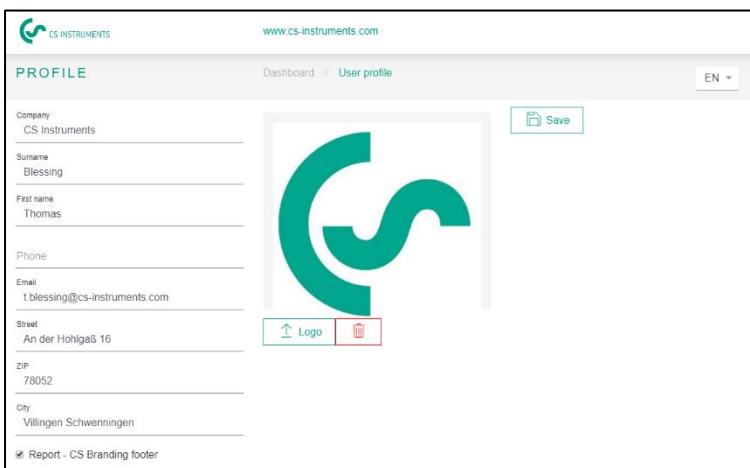 CS INSTRUMENTS
www.cs-instruments.com
PROFILE
Dashboard // User profile
EN
Company
CS Instruments
Save
Surname
Blessing
First name
Thomas
Phone
Email
t.blessing@cs-instruments.com
Street
An der Hohlgaß 16
Logo
ZIP
78052
City
Villingen Schwenningen
Report - CS Branding footer